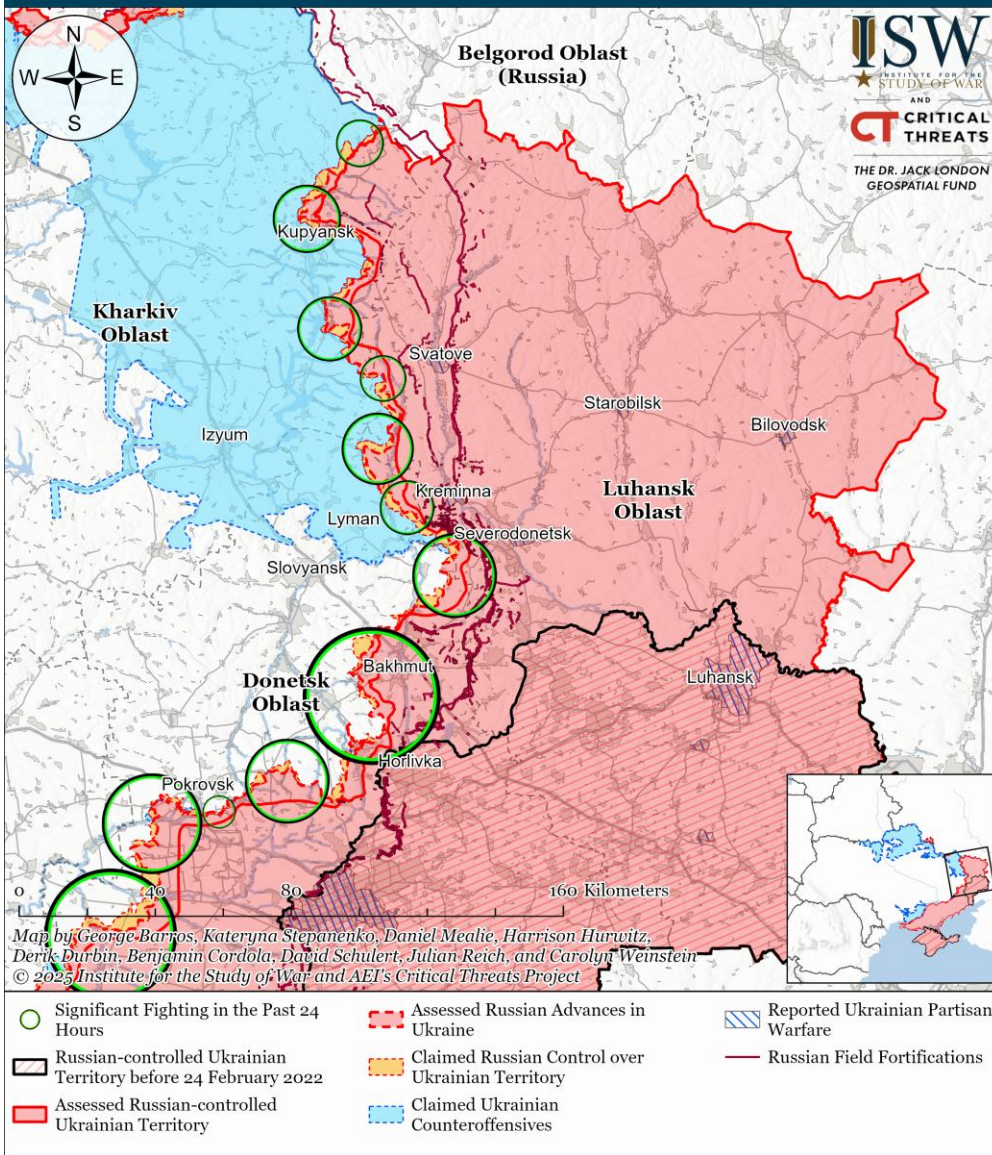 N
W E
S
Belgorod Oblast
(Russia)
ISW
INSTITUTE FOR THE
STUDY OF WAR
AND
CT CRITICAL
THREATS
THE DR. JACK LONDON
GEOSPATIAL FUND
Kupyansk
Kharkiv
Oblast
Svatove
Starobilsk
Bilovodsk
Izyum
Kreminna
Luhansk
Oblast
Lyman
Severodonetsk
Slovyansk
Bakhmut
Donetsk
Oblast
Luhansk
Horlivka
Pokrovsk
0 40 80 160 Kilometers
Map by George Barros, Kateryna Stepanenko, Daniel Mealie, Harrison Hurwitz,
Derik Durbin, Benjamin Cordola, David Schulert, Julian Reich, and Carolyn Weinstein
© 2025 Institute for the Study of War and AEI's Critical Threats Project
Significant Fighting in the Past 24
Hours
Russian-controlled Ukrainian
Territory before 24 February 2022
Assessed Russian-controlled
Ukrainian Territory
Assessed Russian Advances in
Ukraine
Claimed Russian Control over
Ukrainian Territory
Claimed Ukrainian
Counteroffensives
Reported Ukrainian Partisan
Warfare
Russian Field Fortifications